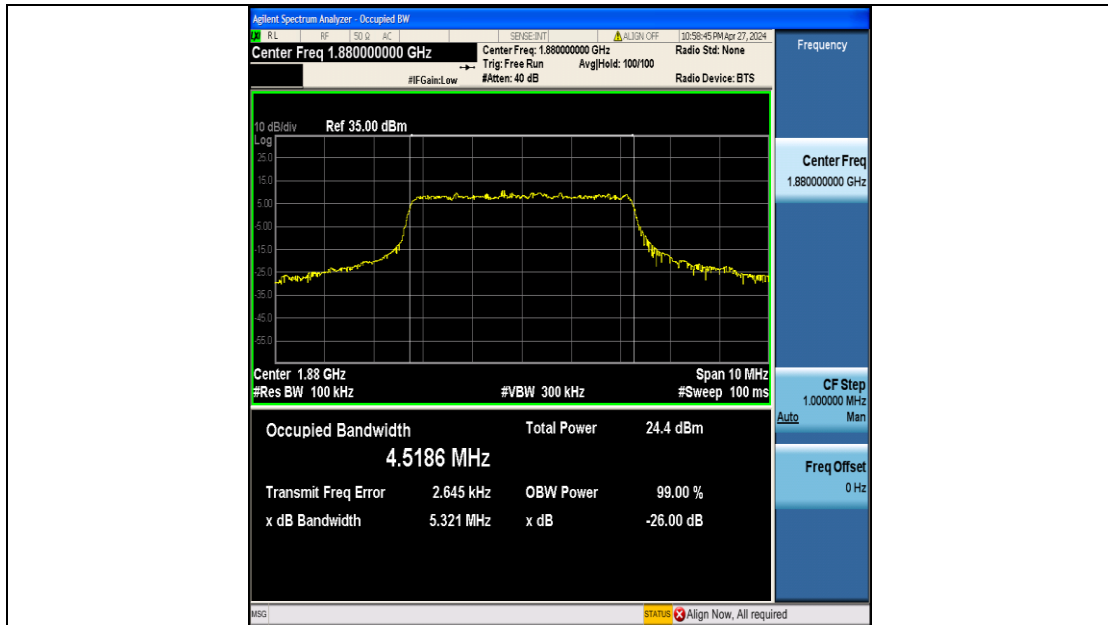 Agilent Spectrum Analyzer - Occupied BW
RL RF 50 Ω AC SENSE:INT ALIGN OFF 10:58:45 PM Apr 27, 2024
Center Freq 1.880000000 GHz
Center Freq: 1.880000000 GHz Radio Std: None
Trig: Free Run Avg|Hold: 100/100
#IFGain:Low #Atten: 40 dB Radio Device: BTS
10 dB/div Ref 35.00 dBm
Log
25.0
15.0
5.00
-5.00
-15.0
-25.0
-35.0
-45.0
-55.0
Center 1.88 GHz Span 10 MHz
#Res BW 100 kHz #VBW 300 kHz #Sweep 100 ms
Occupied Bandwidth Total Power 24.4 dBm
4.5186 MHz
Transmit Freq Error 2.645 kHz OBW Power 99.00 %
x dB Bandwidth 5.321 MHz x dB -26.00 dB
Frequency
Center Freq
1.880000000 GHz
CF Step
1.000000 MHz
Auto Man
Freq Offset
0 Hz
MSG STATUS Align Now, All required